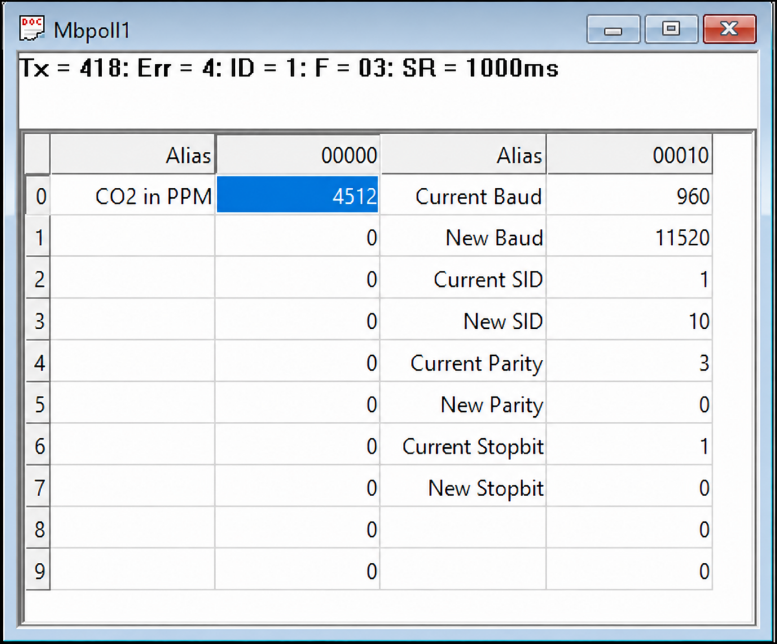 DOC
Mbpoll1
Tx = 418: Err = 4: ID = 1: F = 03: SR = 1000ms
Alias 00000 Alias 00010
0 CO2 in PPM 4512 Current Baud 960
1 0 New Baud 11520
2 0 Current SID 1
3 0 New SID 10
4 0 Current Parity 3
5 0 New Parity 0
6 0 Current Stopbit 1
7 0 New Stopbit 0
8 0 0
9 0 0